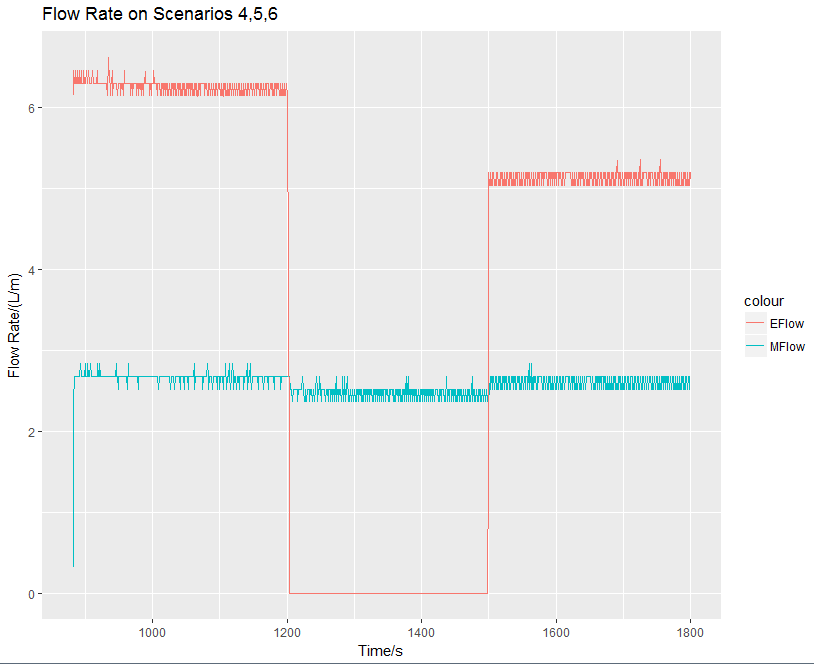 Flow Rate on Scenarios 4,5,6
Flow Rate/(L/m)
6
4
2
0
1000 1200 1400 1600 1800
Time/s
colour
EFlow
MFlow